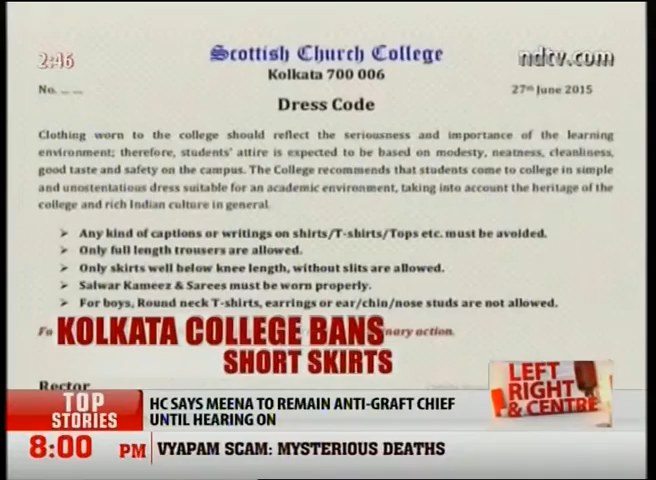 Scottish Church College
2:46
ndtv.com
Kolkata 700 006
No. __ __
27th June 2015
Dress Code
Clothing worn to the college should reflect the seriousness and importance of the learning
environment; therefore, students' attire is expected to be based on modesty, neatness, cleanliness,
good taste and safety on the campus. The College recommends that students come to college in simple
and unostentatious dress suitable for an academic environment, taking into account the heritage of the
college and rich Indian culture in general.
➢ Any kind of captions or writings on shirts/T-shirts/Tops etc. must be avoided.
➢ Only full length trousers are allowed.
➢ Only skirts well below knee length, without slits are allowed.
➢ Salwar Kameez & Sarees must be worn properly.
➢ For boys, Round neck T-shirts, earrings or ear/chin/nose studs are not allowed.
action.
KOLKATA COLLEGE BANS
SHORT SKIRTS
Rector
LEFT
RIGHT
& CENTRE
TOP
STORIES
HC SAYS MEENA TO REMAIN ANTI-GRAFT CHIEF
UNTIL HEARING ON
8:00 PM
VYAPAM SCAM: MYSTERIOUS DEATHS